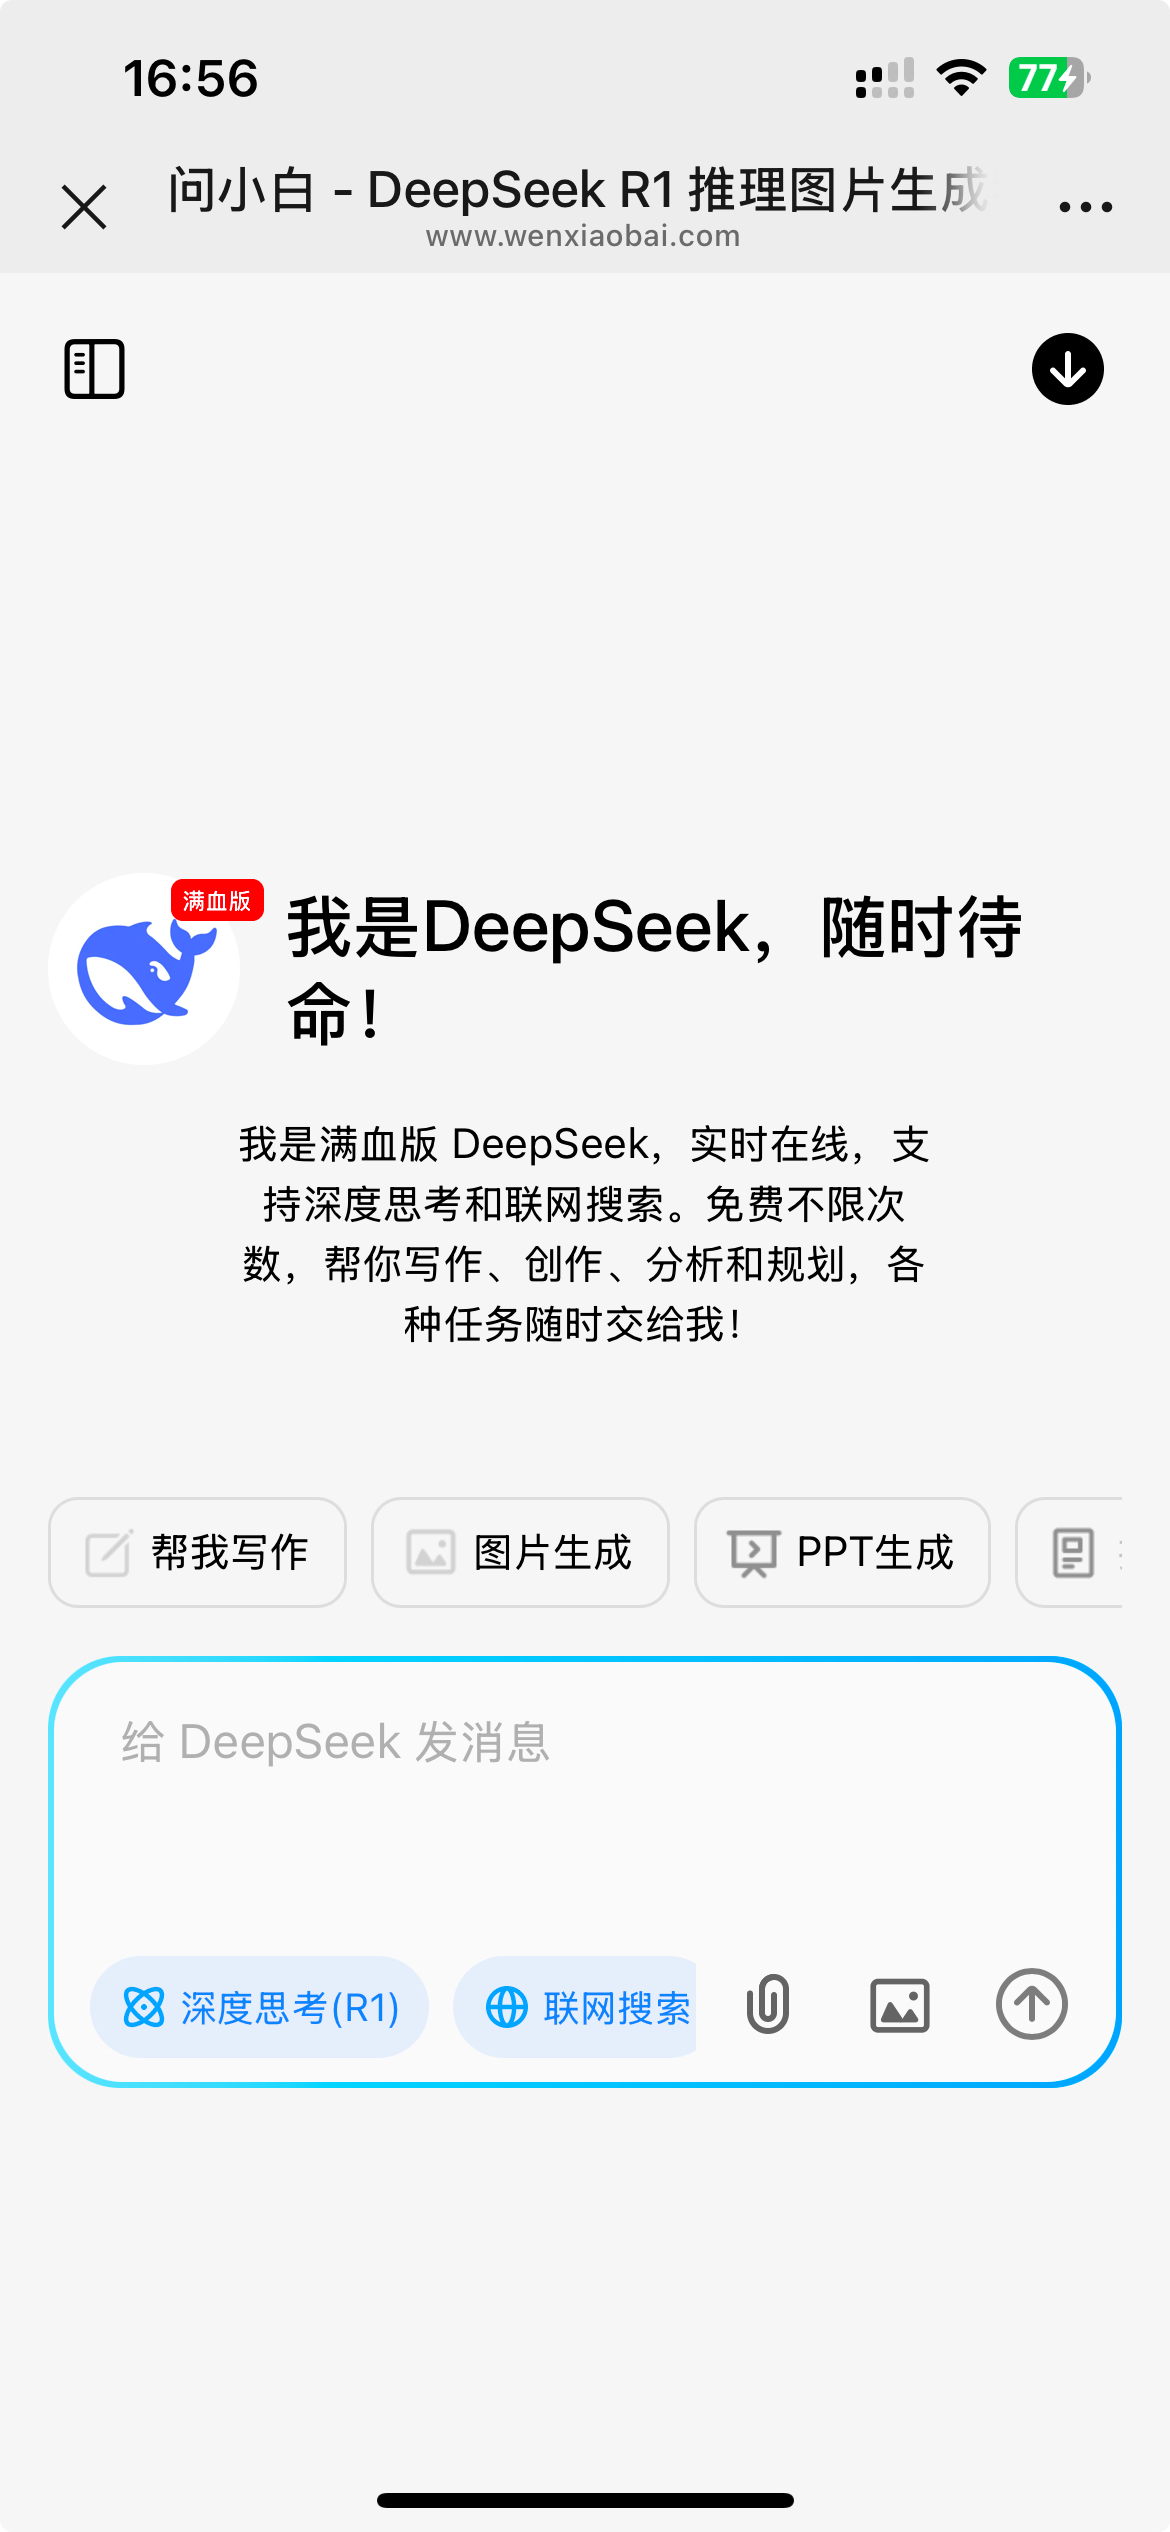 16:56
77
问小白 - DeepSeek R1 推理图片生成
www.wenxiaobai.com
满血版
我是DeepSeek，随时待
命！
我是满血版 DeepSeek，实时在线，支
持深度思考和联网搜索。免费不限次
数，帮你写作、创作、分析和规划，各
种任务随时交给我！
帮我写作
图片生成
PPT生成
给 DeepSeek 发消息
深度思考(R1)
联网搜索